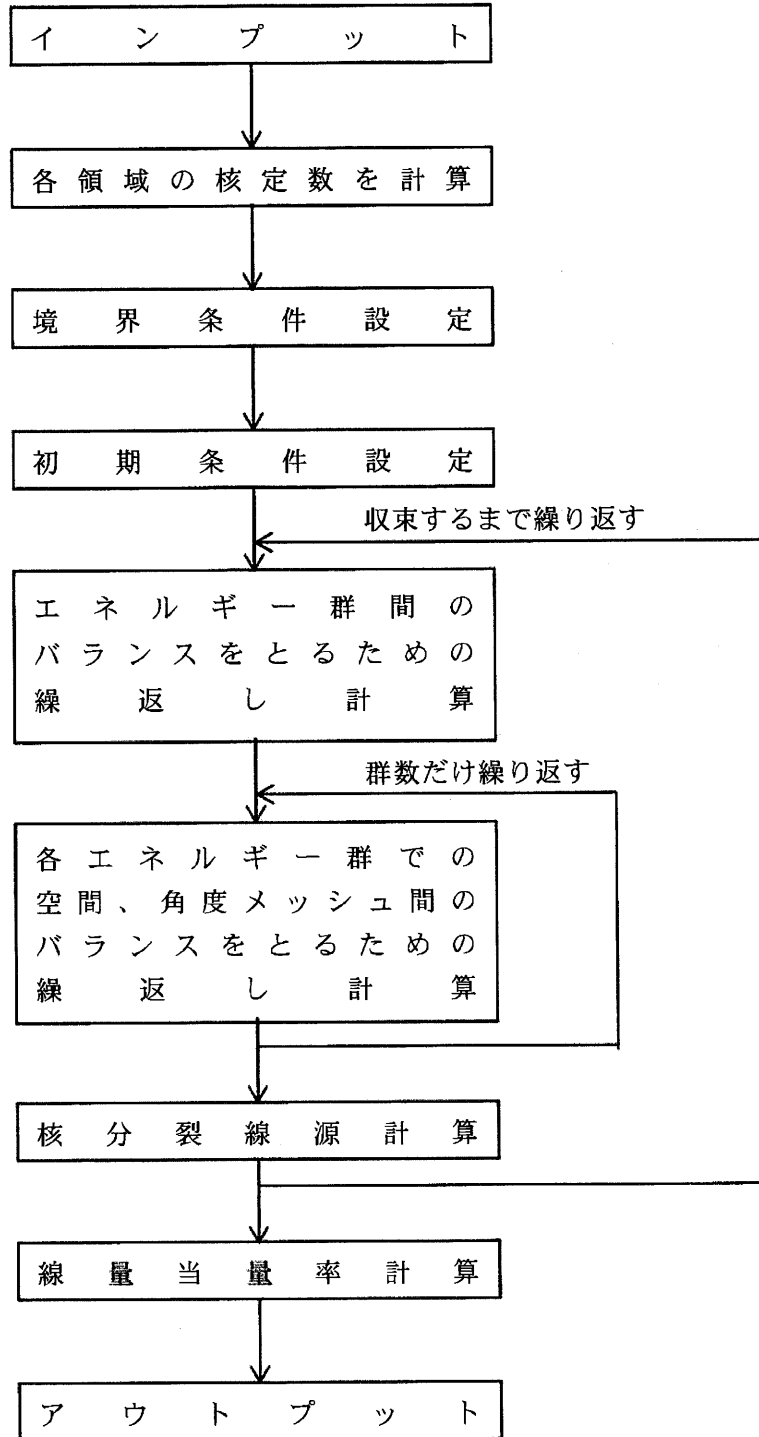 インプット
各領域の核定数を計算
境界条件設定
初期条件設定
収束するまで繰り返す
エネルギー群間の
バランスをとるための
繰返し計算
群数だけ繰り返す
各エネルギー群での
空間、角度メッシュ間の
バランスをとるための
繰返し計算
核分裂線源計算
線量当量率計算
アウトプット